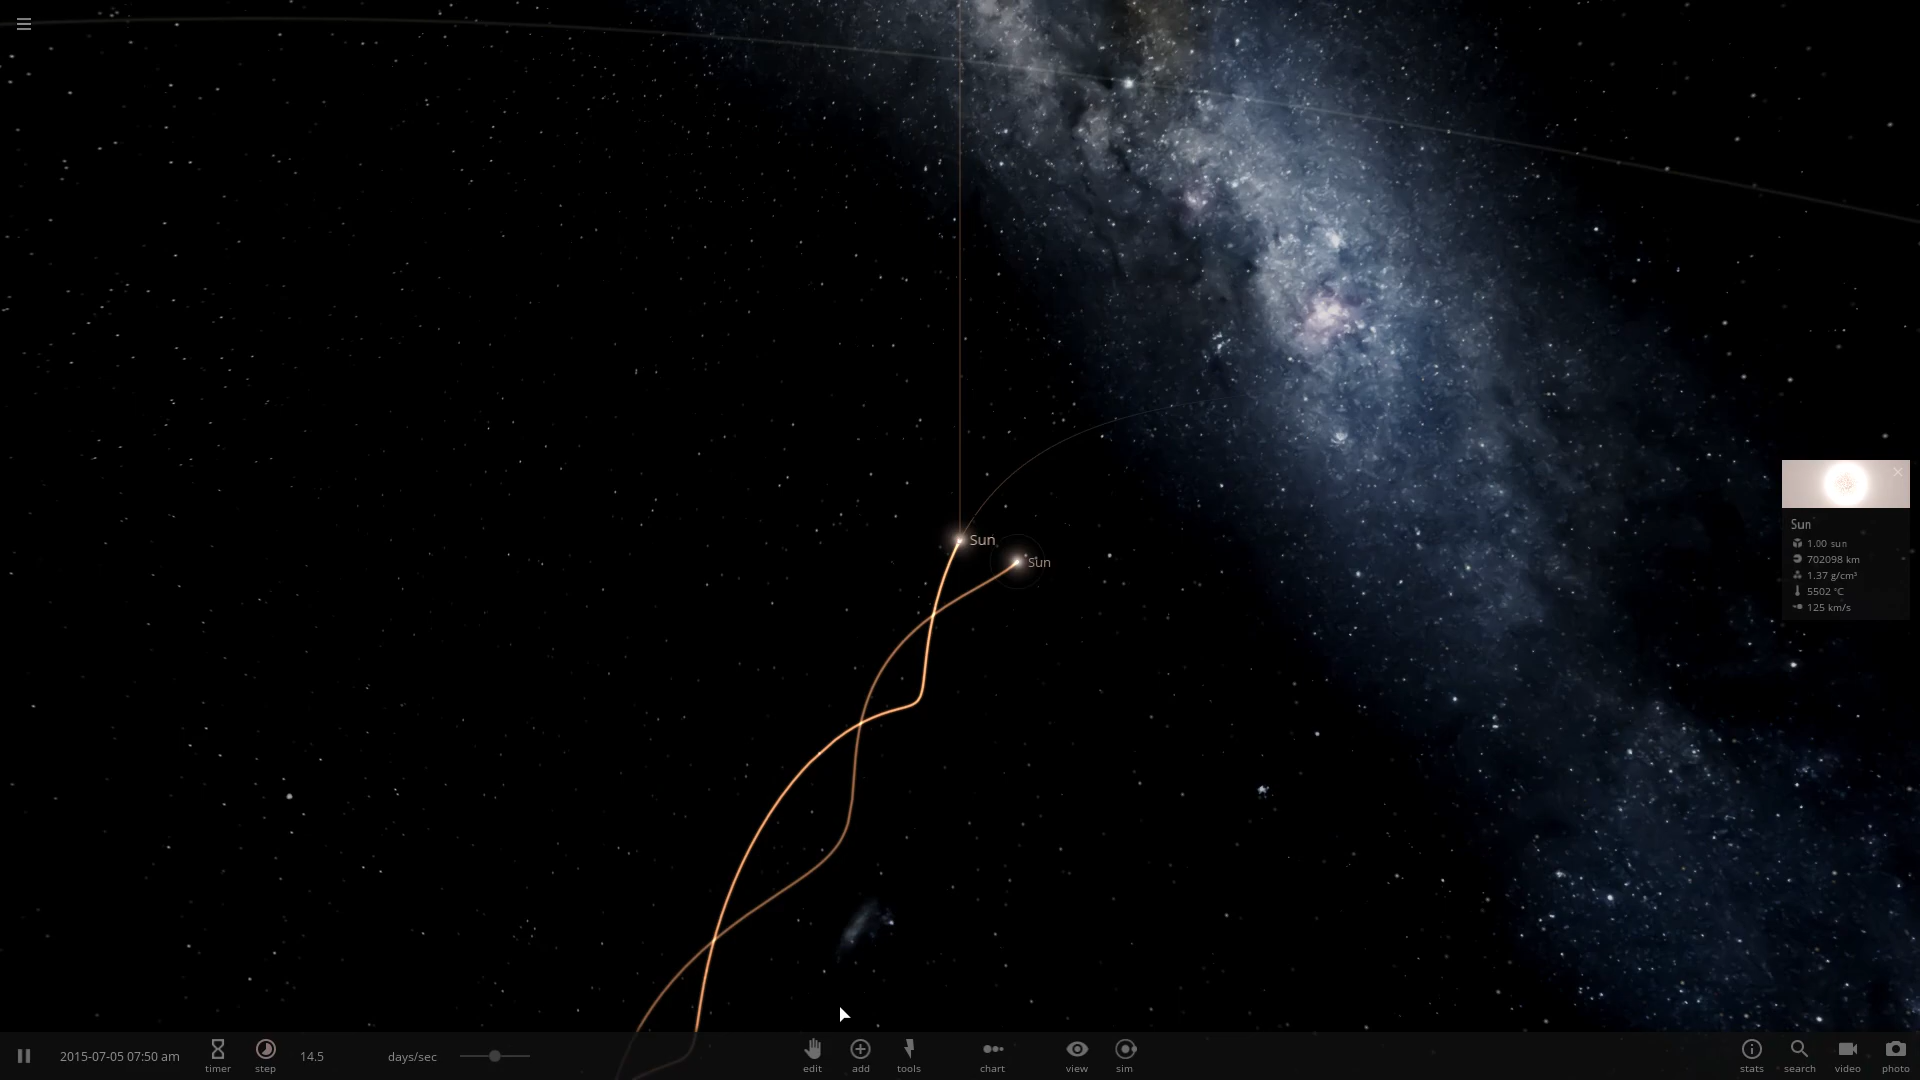 Sun
Sun
Sun
1.00 sun
702098 km
1.37 g/cm³
5502 °C
125 km/s
2015-07-05 07:50 am
timer
step
14.5
days/sec
edit
add
tools
chart
view
sim
stats
search
video
photo